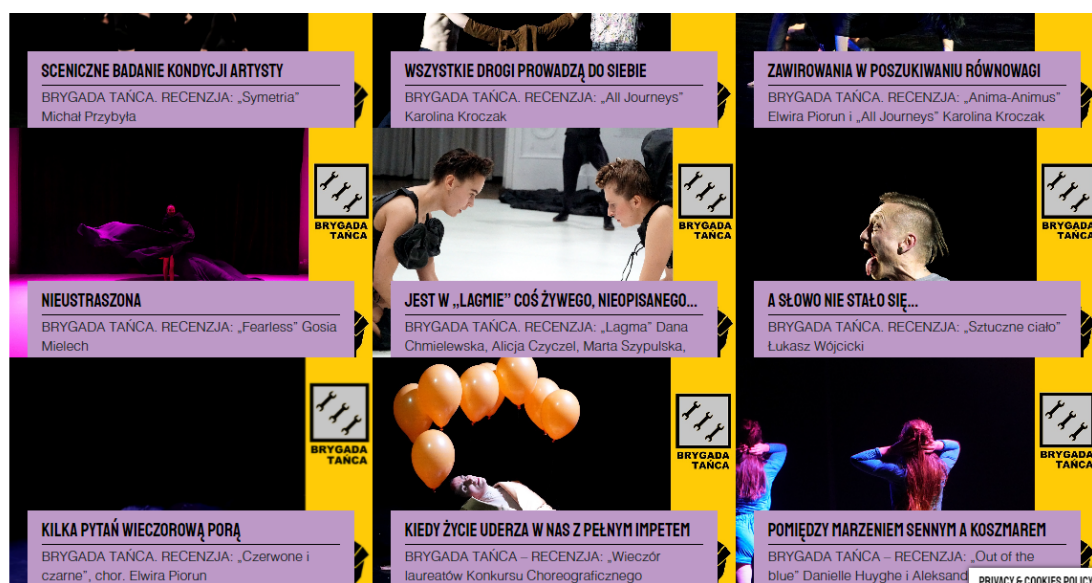 SCENICZNE BADANIE KONDYCJI ARTYSTY
BRYGADA TAŃCA. RECENZJA: „Symetria”
Michał Przybyła
WSZYSTKIE DROGI PROWADZĄ DO SIEBIE
BRYGADA TAŃCA. RECENZJA: „All Journeys”
Karolina Kroczak
ZAWIROWANIA W POSZUKIWANIU RÓWNOWAGI
BRYGADA TAŃCA. RECENZJA: „Anima-Animus”
Elwira Piorun i „All Journeys” Karolina Kroczak
BRYGADA
TAŃCA
NIEUSTRASZONA
BRYGADA TAŃCA. RECENZJA: „Fearless” Gosia
Mielech
BRYGADA
TAŃCA
JEST W „LAGMIE” COŚ ŻYWEGO, NIEOPISANEGO...
BRYGADA TAŃCA. RECENZJA: „Lagma” Dana
Chmielewska, Alicja Czyczel, Marta Szypulska,
BRYGADA
TAŃCA
A SŁOWO NIE STAŁO SIĘ...
BRYGADA TAŃCA. RECENZJA: „Sztuczne ciało”
Łukasz Wójcicki
BRYGADA
TAŃCA
KILKA PYTAŃ WIECZOROWĄ PORĄ
BRYGADA TAŃCA. RECENZJA: „Czerwone i
czarne”, chor. Elwira Piorun
BRYGADA
TAŃCA
KIEDY ŻYCIE UDERZA W NAS Z PEŁNYM IMPETEM
BRYGADA TAŃCA – RECENZJA: „Wieczór
laureatów Konkursu Choreograficznego
BRYGADA
TAŃCA
POMIĘDZY MARZENIEM SENNYM A KOSZMAREM
BRYGADA TAŃCA – RECENZJA: „Out of the
blue” Danielle Huyghe i Aleksand
PRIVACY & COOKIES POLIC